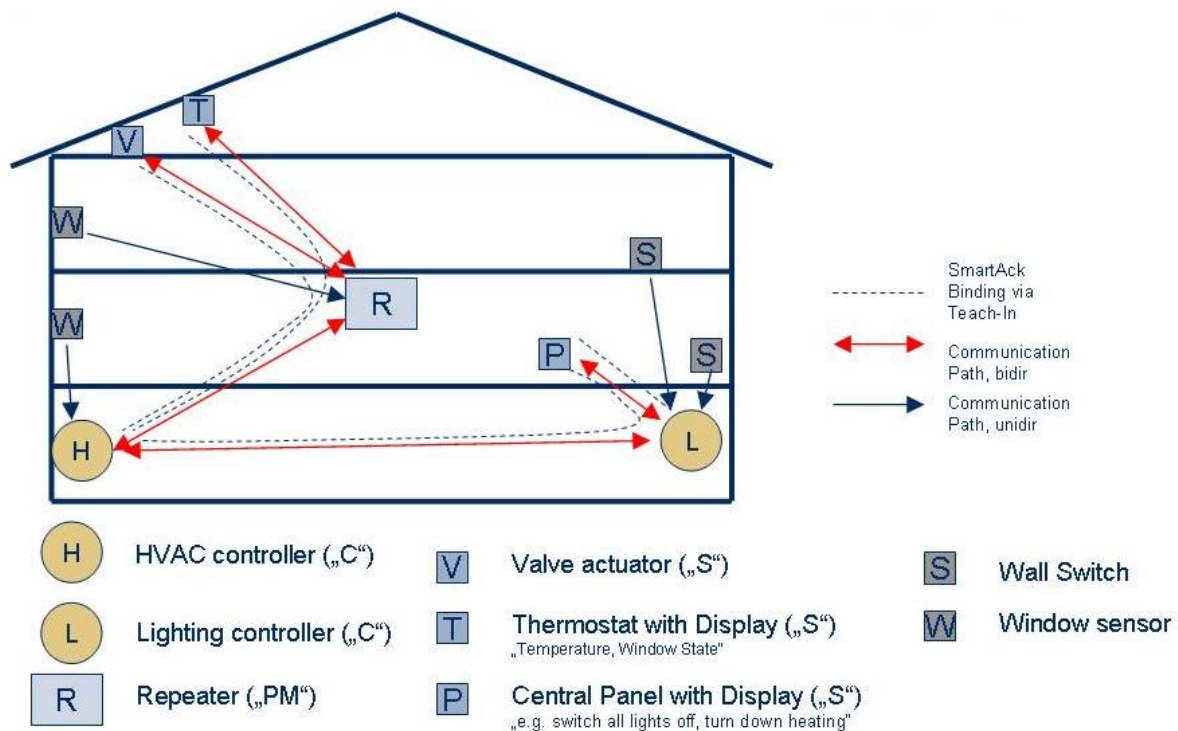 T
V
W
S
R
W
P
S
H
L
SmartAck
Binding via
Teach-In
Communication
Path, bidir
Communication
Path, unidir
H
HVAC controller („C“)
V
Valve actuator („S“)
S
Wall Switch
L
Lighting controller („C“)
T
Thermostat with Display („S“)
„Temperature, Window State“
W
Window sensor
R
Repeater („PM“)
P
Central Panel with Display („S“)
„e.g. switch all lights off, turn down heating“